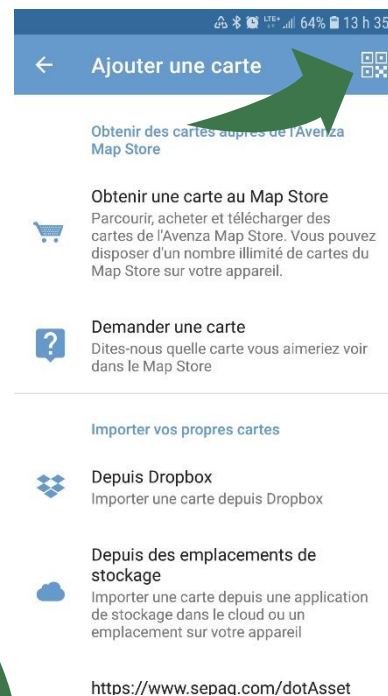 LTE+ 64% 13 h 35
Ajouter une carte
Obtenir des cartes auprès de l'Avenza
Map Store
Obtenir une carte au Map Store
Parcourir, acheter et télécharger des
cartes de l'Avenza Map Store. Vous pouvez
disposer d'un nombre illimité de cartes du
Map Store sur votre appareil.
Demander une carte
Dites-nous quelle carte vous aimeriez voir
dans le Map Store
Importer vos propres cartes
Depuis Dropbox
Importer une carte depuis Dropbox
Depuis des emplacements de
stockage
Importer une carte depuis une application
de stockage dans le cloud ou un
emplacement sur votre appareil
https://www.sepaq.com/dotAsset